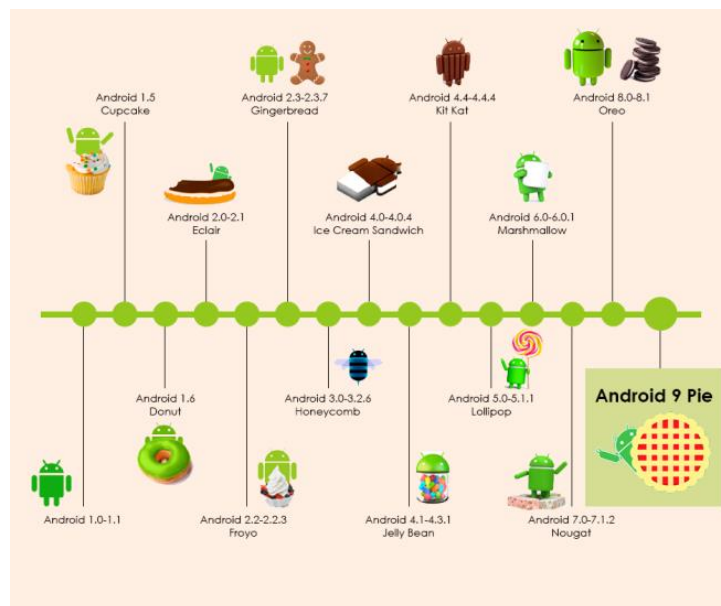 Android 1.5
Cupcake
Android 2.3-2.3.7
Gingerbread
Android 4.4-4.4.4
Kit Kat
Android 8.0-8.1
Oreo
Android 2.0-2.1
Eclair
Android 4.0-4.0.4
Ice Cream Sandwich
Android 6.0-6.0.1
Marshmallow
Android 1.6
Donut
Android 3.0-3.2.6
Honeycomb
Android 5.0-5.1.1
Lollipop
Android 9 Pie
Android 1.0-1.1
Android 2.2-2.2.3
Froyo
Android 4.1-4.3.1
Jelly Bean
Android 7.0-7.1.2
Nougat